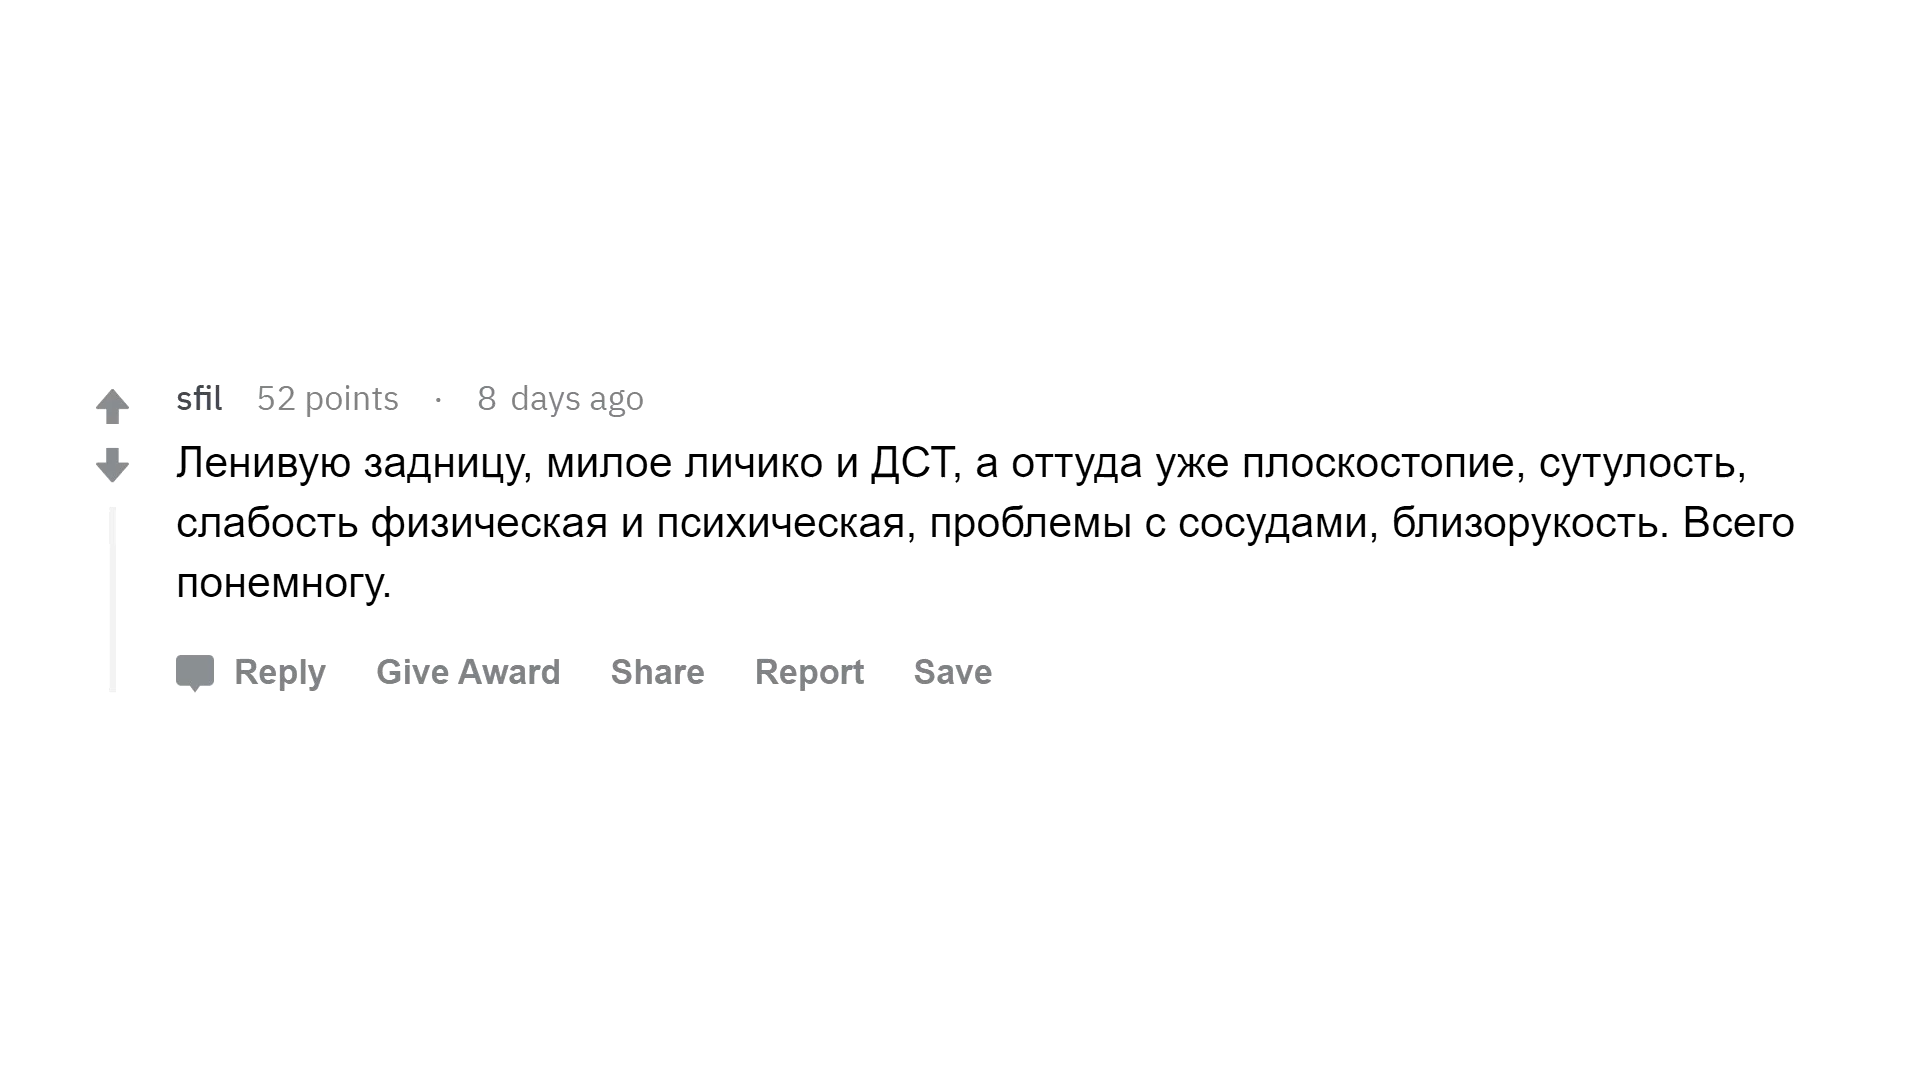 sfil 52 points · 8 days ago
Ленивую задницу, милое личико и ДСТ, а оттуда уже плоскостопие, сутулость,
слабость физическая и психическая, проблемы с сосудами, близорукость. Всего
понемногу.
Reply Give Award Share Report Save